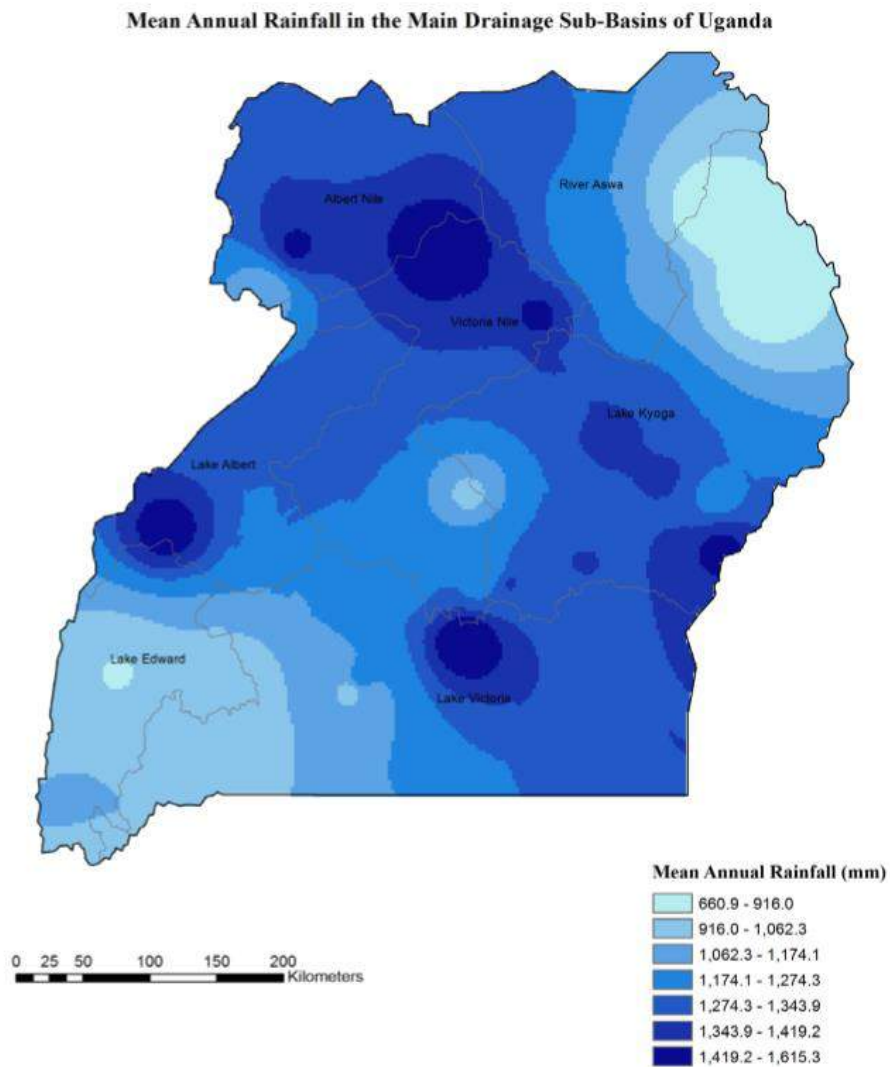 Mean Annual Rainfall in the Main Drainage Sub-Basins of Uganda
River Aswa
Albert Nile
Victoria Nile
Lake Kyoga
Lake Albert
Lake Edward
Lake Victoria
Mean Annual Rainfall (mm)
660.9 - 916.0
916.0 - 1,062.3
1,062.3 - 1,174.1
1,174.1 - 1,274.3
1,274.3 - 1,343.9
1,343.9 - 1,419.2
1,419.2 - 1,615.3
0 25 50 100 150 200
Kilometers